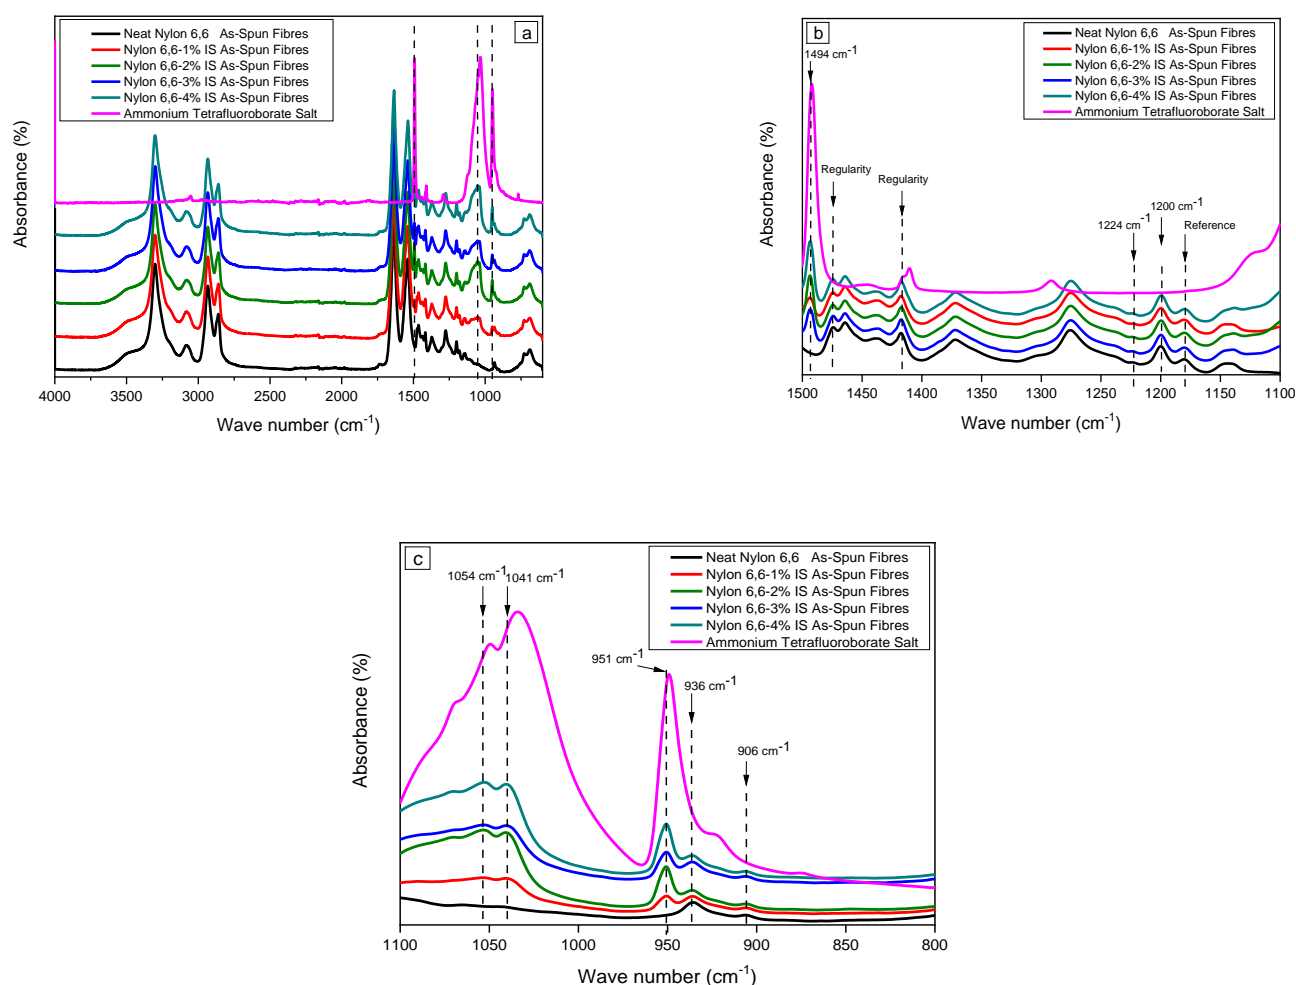 Neat Nylon 6,6 As-Spun Fibres
Nylon 6,6-1% IS As-Spun Fibres
Nylon 6,6-2% IS As-Spun Fibres
Nylon 6,6-3% IS As-Spun Fibres
Nylon 6,6-4% IS As-Spun Fibres
Ammonium Tetrafluoroborate Salt
a
Absorbance (%)
4000 3500 3000 2500 2000 1500 1000
Wave number (cm-1)
b
Neat Nylon 6,6 As-Spun Fibres
Nylon 6,6-1% IS As-Spun Fibres
Nylon 6,6-2% IS As-Spun Fibres
Nylon 6,6-3% IS As-Spun Fibres
Nylon 6,6-4% IS As-Spun Fibres
Ammonium Tetrafluoroborate Salt
1494 cm-1
Regularity
Regularity
1224 cm-1
1200 cm-1
Reference
Absorbance (%)
1500 1450 1400 1350 1300 1250 1200 1150 1100
Wave number (cm-1)
c
Neat Nylon 6,6 As-Spun Fibres
Nylon 6,6-1% IS As-Spun Fibres
Nylon 6,6-2% IS As-Spun Fibres
Nylon 6,6-3% IS As-Spun Fibres
Nylon 6,6-4% IS As-Spun Fibres
Ammonium Tetrafluoroborate Salt
1054 cm-1
1041 cm-1
951 cm-1
936 cm-1
906 cm-1
Absorbance (%)
1100 1050 1000 950 900 850 800
Wave number (cm-1)